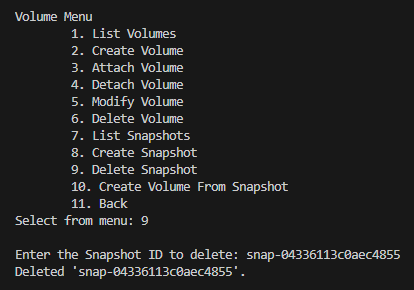 Volume Menu
1. List Volumes
2. Create Volume
3. Attach Volume
4. Detach Volume
5. Modify Volume
6. Delete Volume
7. List Snapshots
8. Create Snapshot
9. Delete Snapshot
10. Create Volume From Snapshot
11. Back
Select from menu: 9
Enter the Snapshot ID to delete: snap-04336113c0aec4855
Deleted 'snap-04336113c0aec4855'.